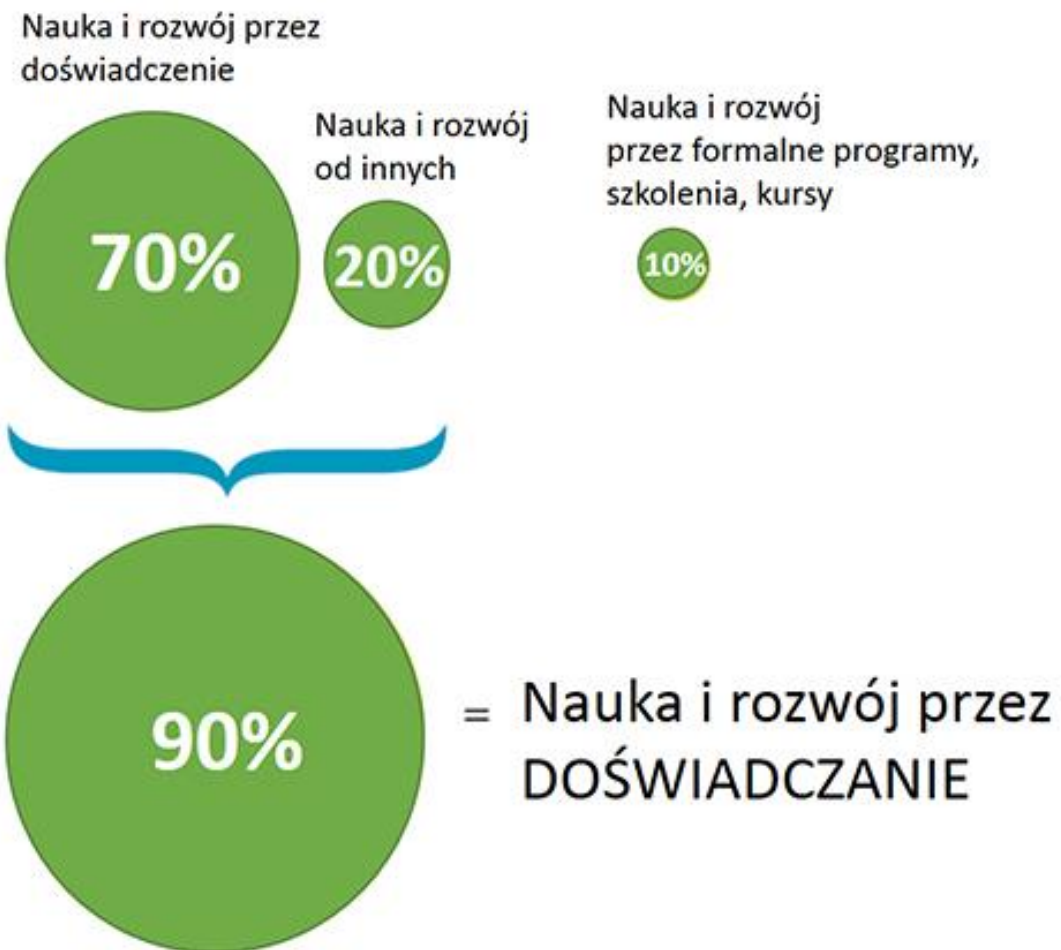 Nauka i rozwój przez
doświadczenie
70%
Nauka i rozwój
od innych
20%
Nauka i rozwój
przez formalne programy,
szkolenia, kursy
10%
90%
= Nauka i rozwój przez
DOŚWIADCZANIE